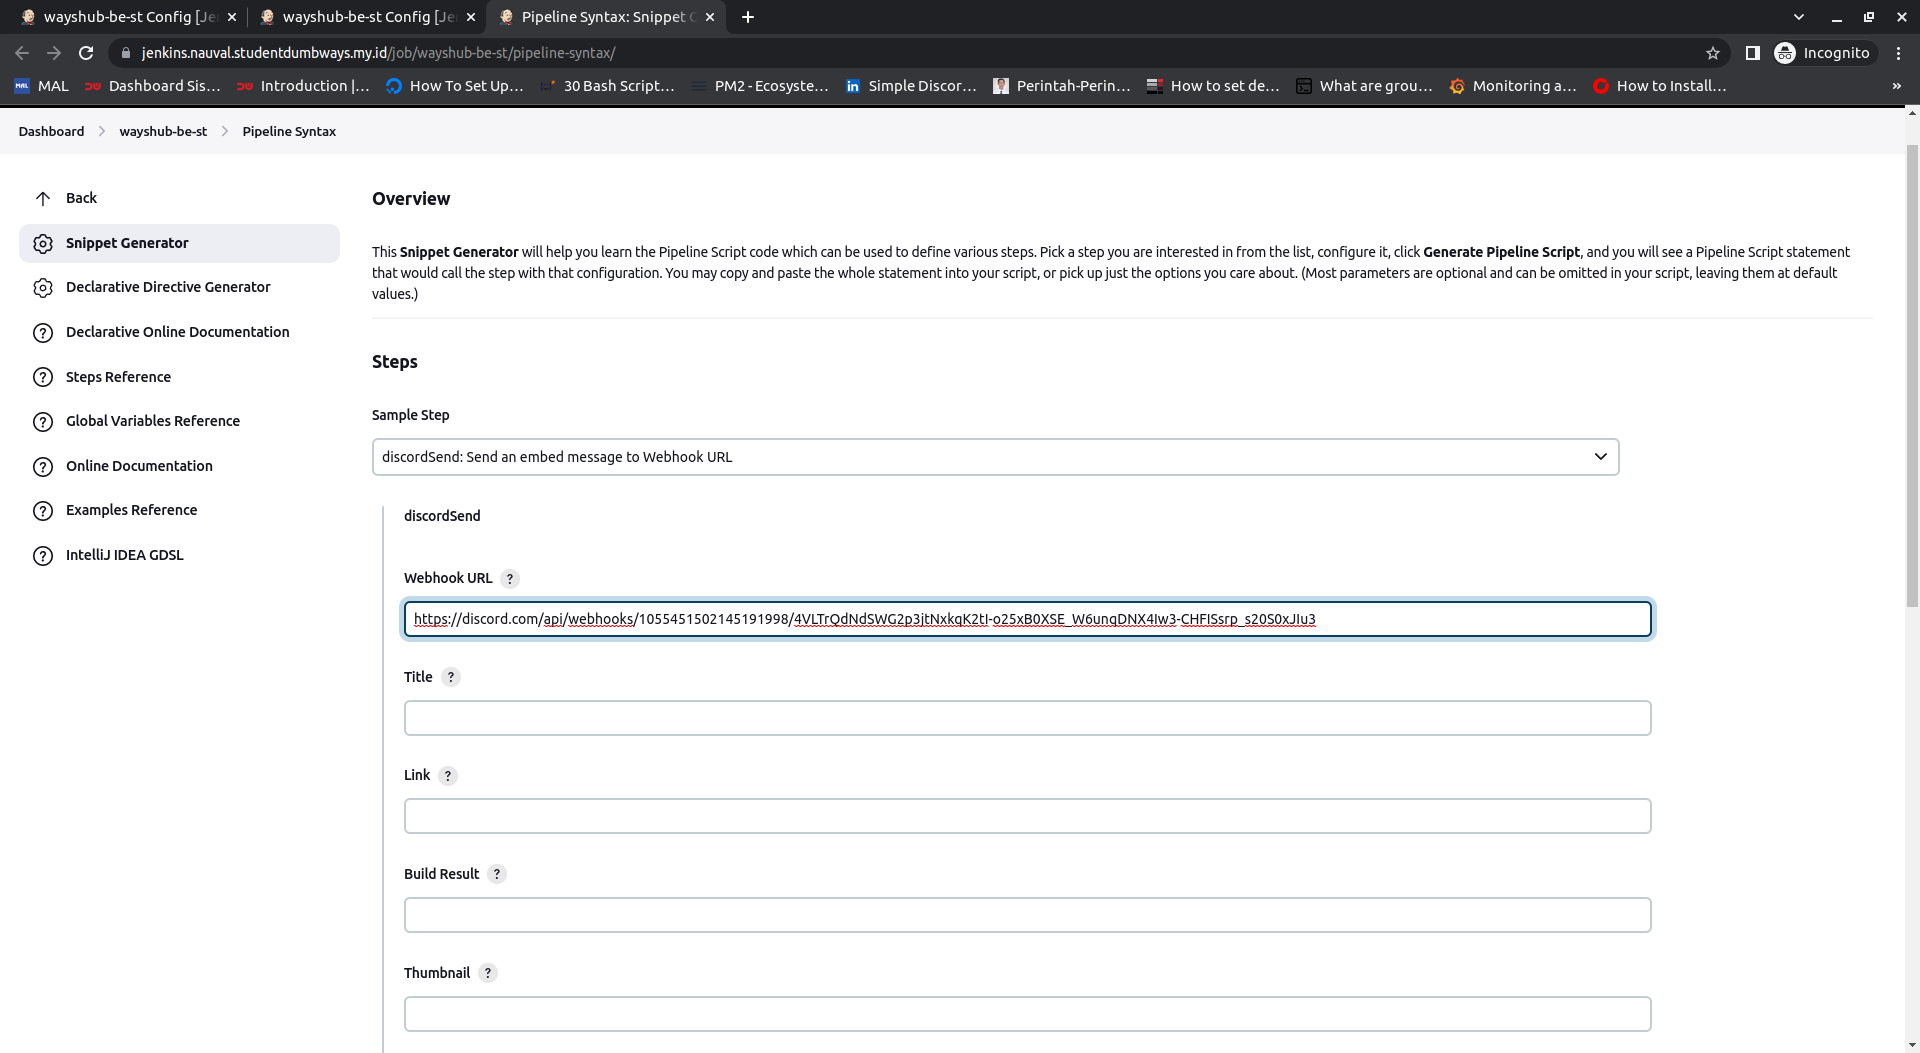 wayshub-be-st Config [Je
wayshub-be-st Config [Je
Pipeline Syntax: Snippet
jenkins.nauval.studentdumbways.my.id/job/wayshub-be-st/pipeline-syntax/
Incognito
MAL
Dashboard Sis...
Introduction |...
How To Set Up...
30 Bash Script...
PM2 - Ecosyste...
Simple Discor...
Perintah-Perin...
How to set de...
What are grou...
Monitoring a...
How to Install...
»
Dashboard
wayshub-be-st
Pipeline Syntax
Back
Snippet Generator
Declarative Directive Generator
Declarative Online Documentation
Steps Reference
Global Variables Reference
Online Documentation
Examples Reference
IntelliJ IDEA GDSL
Overview
This Snippet Generator will help you learn the Pipeline Script code which can be used to define various steps. Pick a step you are interested in from the list, configure it, click Generate Pipeline Script, and you will see a Pipeline Script statement
that would call the step with that configuration. You may copy and paste the whole statement into your script, or pick up just the options you care about. (Most parameters are optional and can be omitted in your script, leaving them at default
values.)
Steps
Sample Step
discordSend: Send an embed message to Webhook URL
discordSend
Webhook URL ?
https://discord.com/api/webhooks/1055451502145191998/4VLTrQdNdSWG2p3jtNxkqK2tI-o25xB0XSE_W6unqDNX4Iw3-CHFISsrp_s20S0xJIu3
Title ?
Link ?
Build Result ?
Thumbnail ?